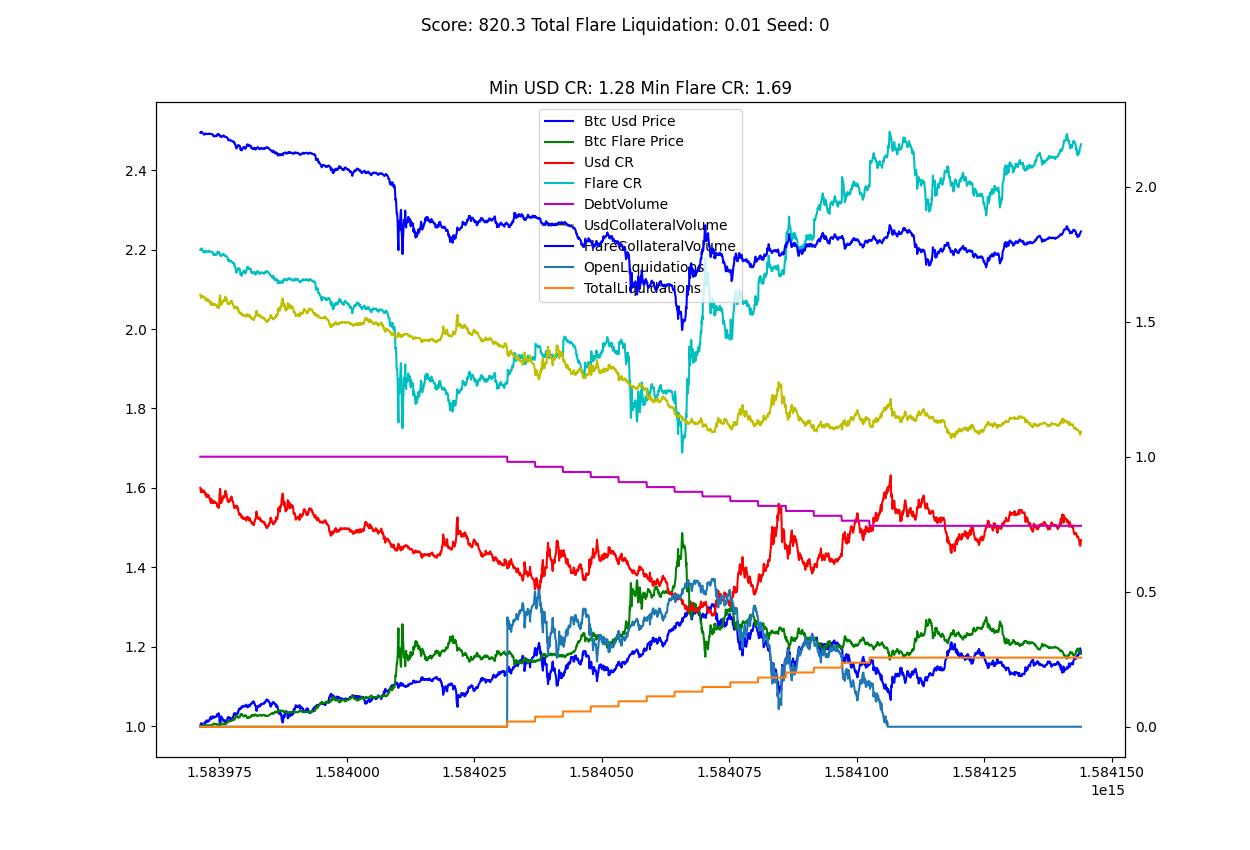 Score: 820.3 Total Flare Liquidation: 0.01 Seed: 0
Min USD CR: 1.28 Min Flare CR: 1.69
Btc Usd Price
Btc Flare Price
Usd CR
Flare CR
DebtVolume
UsdCollateralVolume
FlareCollateralVolume
OpenLiquidations
TotalLiquidations
2.4
2.2
2.0
1.8
1.6
1.4
1.2
1.0
2.0
1.5
1.0
0.5
0.0
1.583975 1.584000 1.584025 1.584050 1.584075 1.584100 1.584125 1.584150
1e15